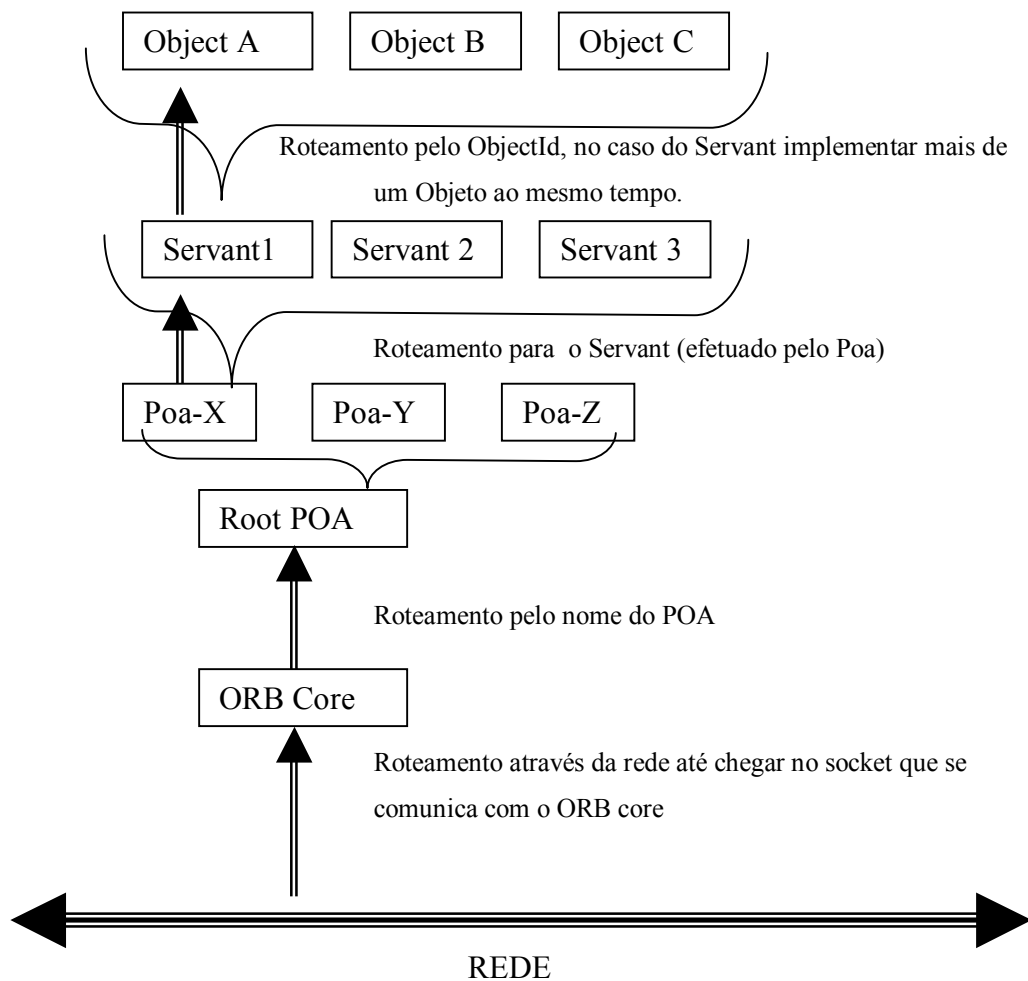 Object A
Object B
Object C
Roteamento pelo ObjectId, no caso do Servant implementar mais de
um Objeto ao mesmo tempo.
Servant1
Servant 2
Servant 3
Roteamento para o Servant (efetuado pelo Poa)
Poa-X
Poa-Y
Poa-Z
Root POA
Roteamento pelo nome do POA
ORB Core
Roteamento através da rede até chegar no socket que se
comunica com o ORB core
REDE